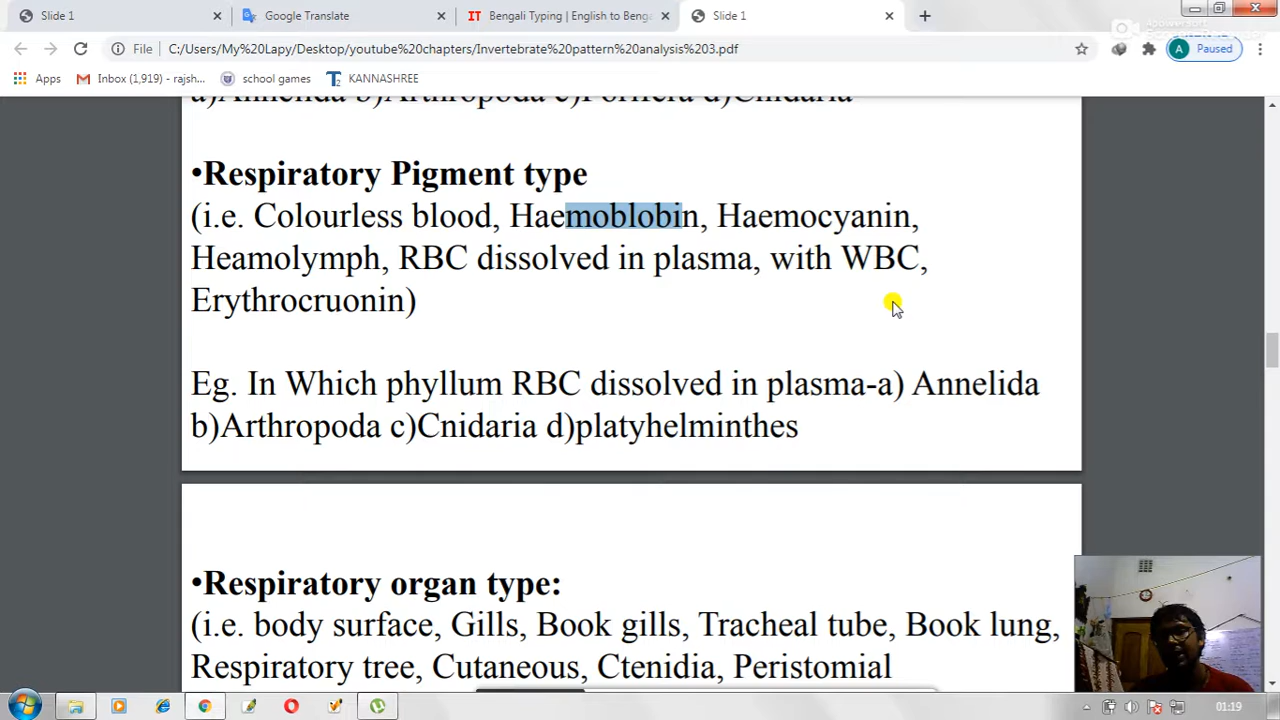 Slide 1
Google Translate
Bengali Typing | English to Beng
Slide 1
File
C:/Users/My%20Lapy/Desktop/youtube%20chapters/Invertebrate%20pattern%20analysis%203.pdf
A
Paused
Apps
Inbox (1,919) - rajsh...
school games
KANNASHREE
a)Annelida b)Arthropoda c)Porifera d)Cnidaria
•Respiratory Pigment type
(i.e. Colourless blood, Haemoblobin, Haemocyanin,
Heamolymph, RBC dissolved in plasma, with WBC,
Erythrocruonin)
Eg. In Which phyllum RBC dissolved in plasma-a) Annelida
b)Arthropoda c)Cnidaria d)platyhelminthes
•Respiratory organ type:
(i.e. body surface, Gills, Book gills, Tracheal tube, Book lung,
Respiratory tree, Cutaneous, Ctenidia, Peristomial
01:19